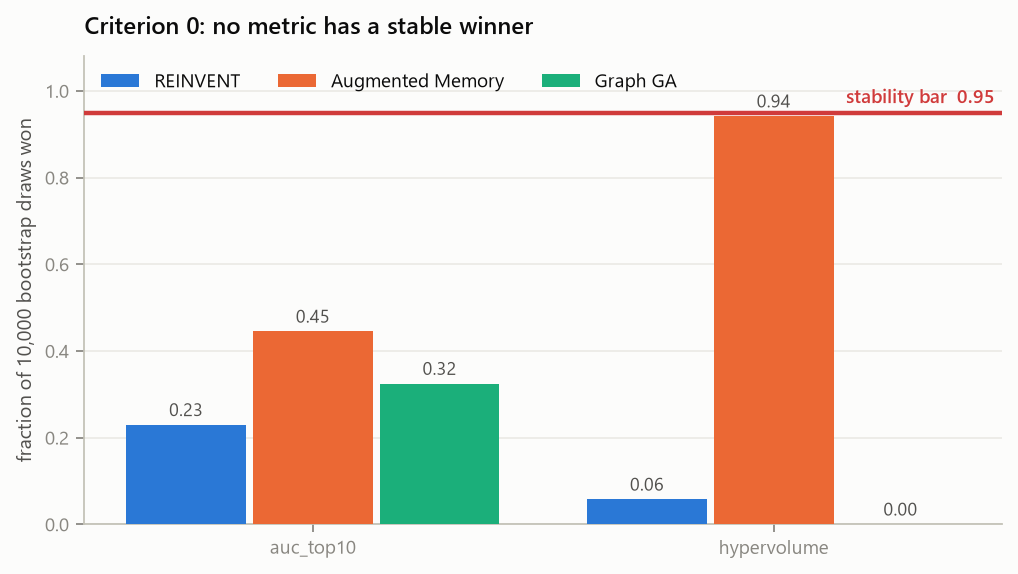 Criterion 0: no metric has a stable winner
REINVENT Augmented Memory Graph GA
stability bar 0.95
fraction of 10,000 bootstrap draws won
1.0
0.8
0.6
0.4
0.2
0.0
0.23
0.45
0.32
0.06
0.94
0.00
auc_top10
hypervolume